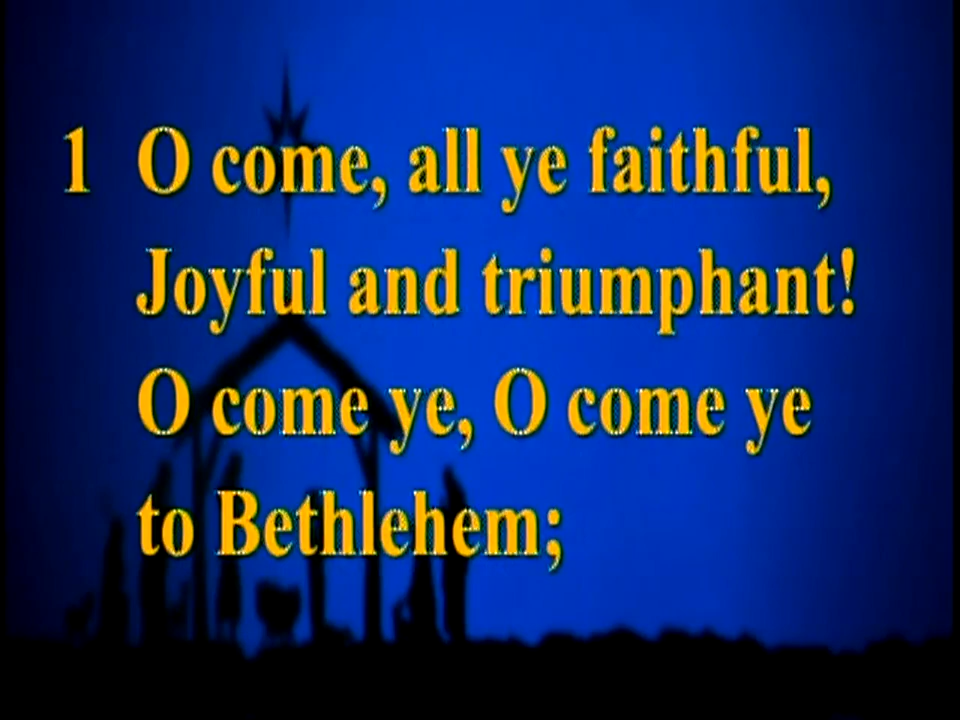 1 O come, all ye faithful,
Joyful and triumphant!
O come ye, O come ye
to Bethlehem;